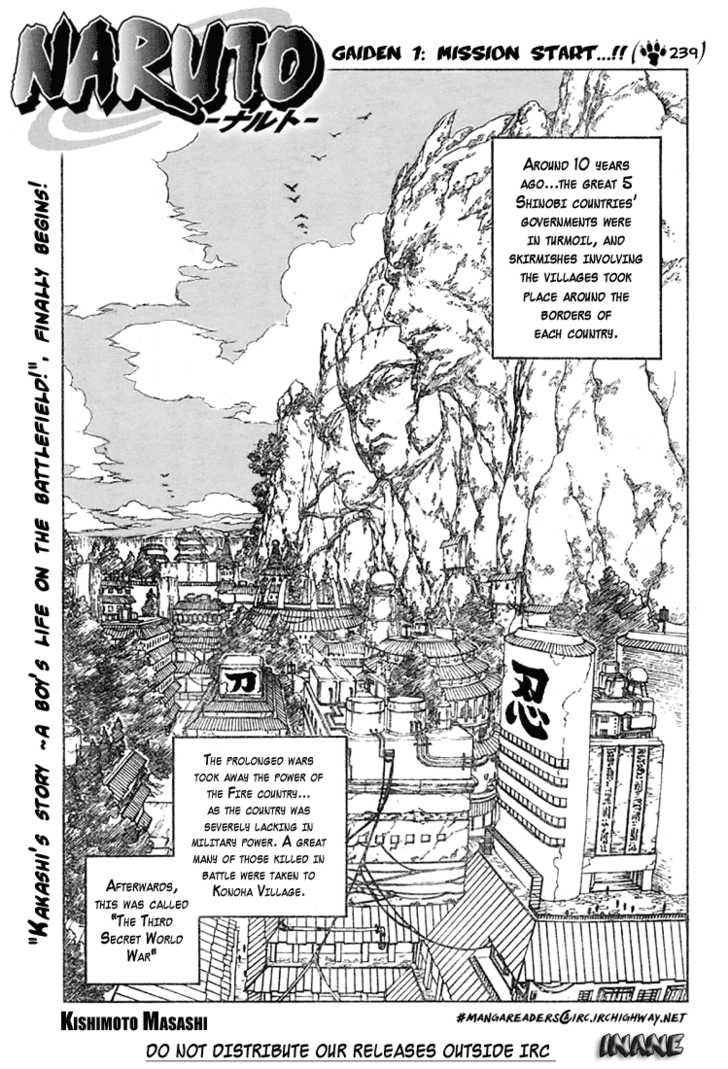 NARUTO
-ナルト-
GAIDEN 1: MISSION START...!! (239)
"KAKASHI'S STORY ~A BOY'S LIFE ON THE BATTLEFIELD!", FINALLY BEGINS!
AROUND 10 YEARS
AGO...THE GREAT 5
SHINOBI COUNTRIES'
GOVERNMENTS WERE
IN TURMOIL, AND
SKIRMISHES INVOLVING
THE VILLAGES TOOK
PLACE AROUND THE
BORDERS OF
EACH COUNTRY.
刀
忍
THE PROLONGED WARS
TOOK AWAY THE POWER OF
THE FIRE COUNTRY...
AS THE COUNTRY WAS
SEVERELY LACKING IN
MILITARY POWER. A GREAT
MANY OF THOSE KILLED IN
BATTLE WERE TAKEN TO
KONOHA VILLAGE.
AFTERWARDS,
THIS WAS CALLED
"THE THIRD
SECRET WORLD
WAR"
KISHIMOTO MASASHI
#MANGAREADERS@IRC.IRCHIGHWAY.NET
DO NOT DISTRIBUTE OUR RELEASES OUTSIDE IRC
INANE